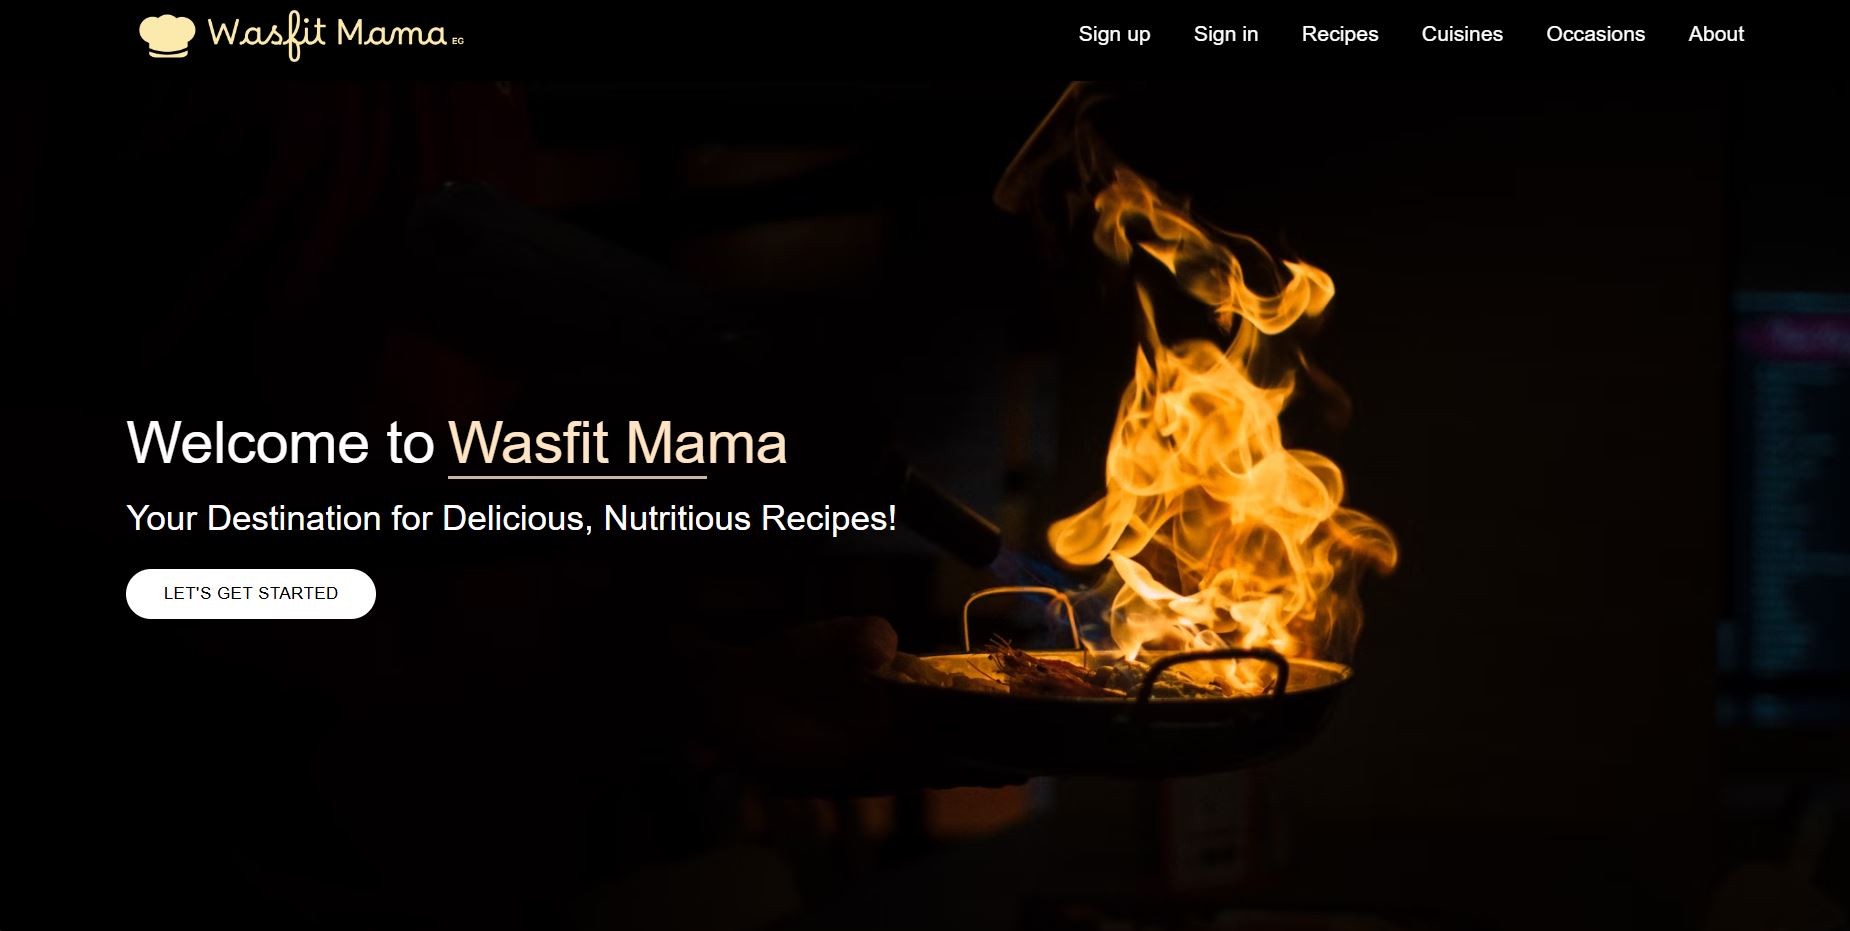 Wasfit Mama EG
Sign up Sign in Recipes Cuisines Occasions About
Welcome to Wasfit Mama
Your Destination for Delicious, Nutritious Recipes!
LET'S GET STARTED